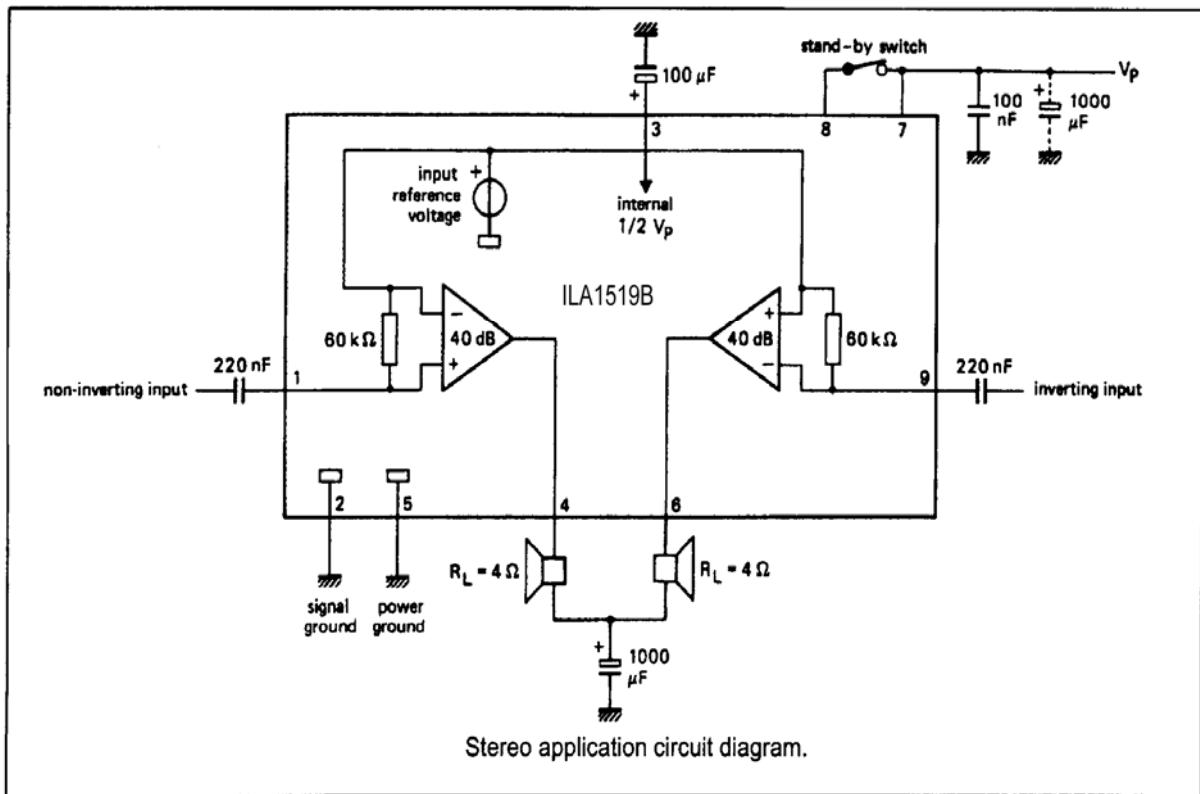 stand-by switch
100 μF
+
VP
3
8
7
100
nF
+
1000
μF
input
reference
voltage
+
internal
1/2 VP
ILA1519B
60 kΩ
−
40 dB
+
+
40 dB
−
60 kΩ
220 nF
non-inverting input
1
9
220 nF
inverting input
2
5
4
6
RL = 4 Ω
RL = 4 Ω
signal
ground
power
ground
+
1000
μF
Stereo application circuit diagram.